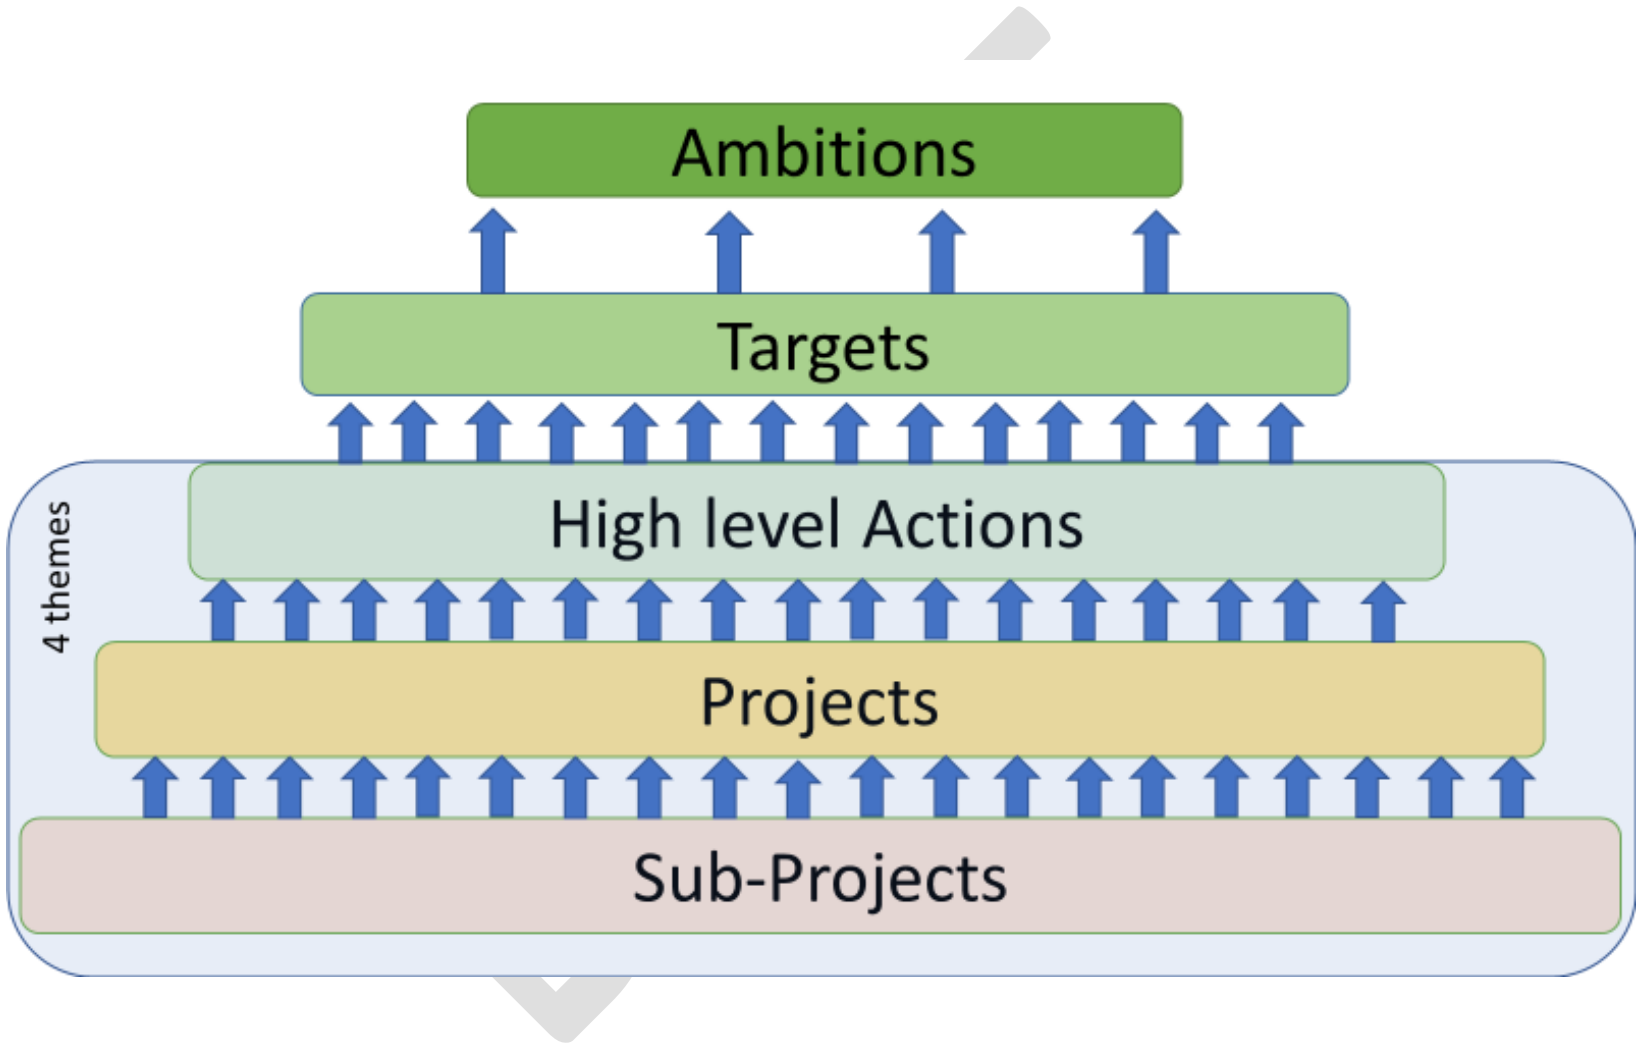 Ambitions
Targets
4 themes
High level Actions
Projects
Sub-Projects